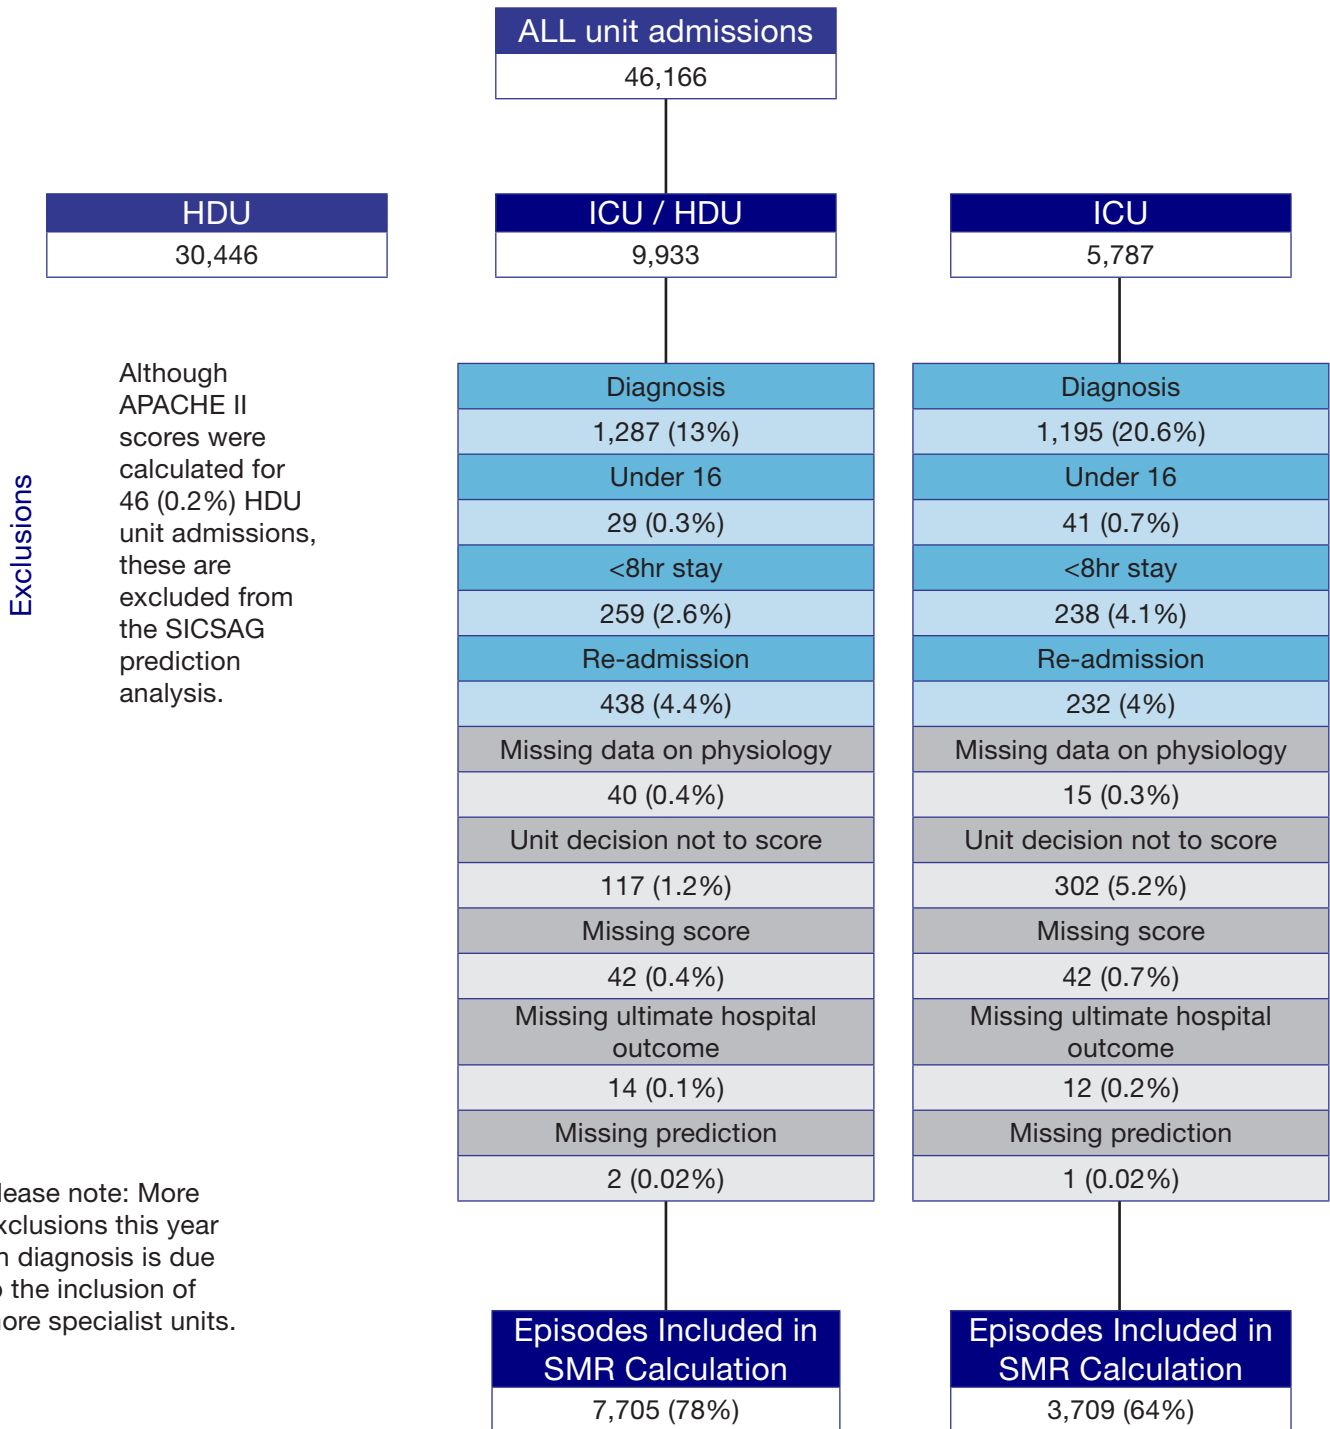 ALL unit admissions
46,166
HDU
30,446
ICU / HDU
9,933
ICU
5,787
Exclusions
Although
APACHE II
scores were
calculated for
46 (0.2%) HDU
unit admissions,
these are
excluded from
the SICSAG
prediction
analysis.
Diagnosis
1,287 (13%)
Under 16
29 (0.3%)
<8hr stay
259 (2.6%)
Re-admission
438 (4.4%)
Missing data on physiology
40 (0.4%)
Unit decision not to score
117 (1.2%)
Missing score
42 (0.4%)
Missing ultimate hospital
outcome
14 (0.1%)
Missing prediction
2 (0.02%)
Diagnosis
1,195 (20.6%)
Under 16
41 (0.7%)
<8hr stay
238 (4.1%)
Re-admission
232 (4%)
Missing data on physiology
15 (0.3%)
Unit decision not to score
302 (5.2%)
Missing score
42 (0.7%)
Missing ultimate hospital
outcome
12 (0.2%)
Missing prediction
1 (0.02%)
lease note: More
xclusions this year
n diagnosis is due
o the inclusion of
nore specialist units.
Episodes Included in
SMR Calculation
7,705 (78%)
Episodes Included in
SMR Calculation
3,709 (64%)